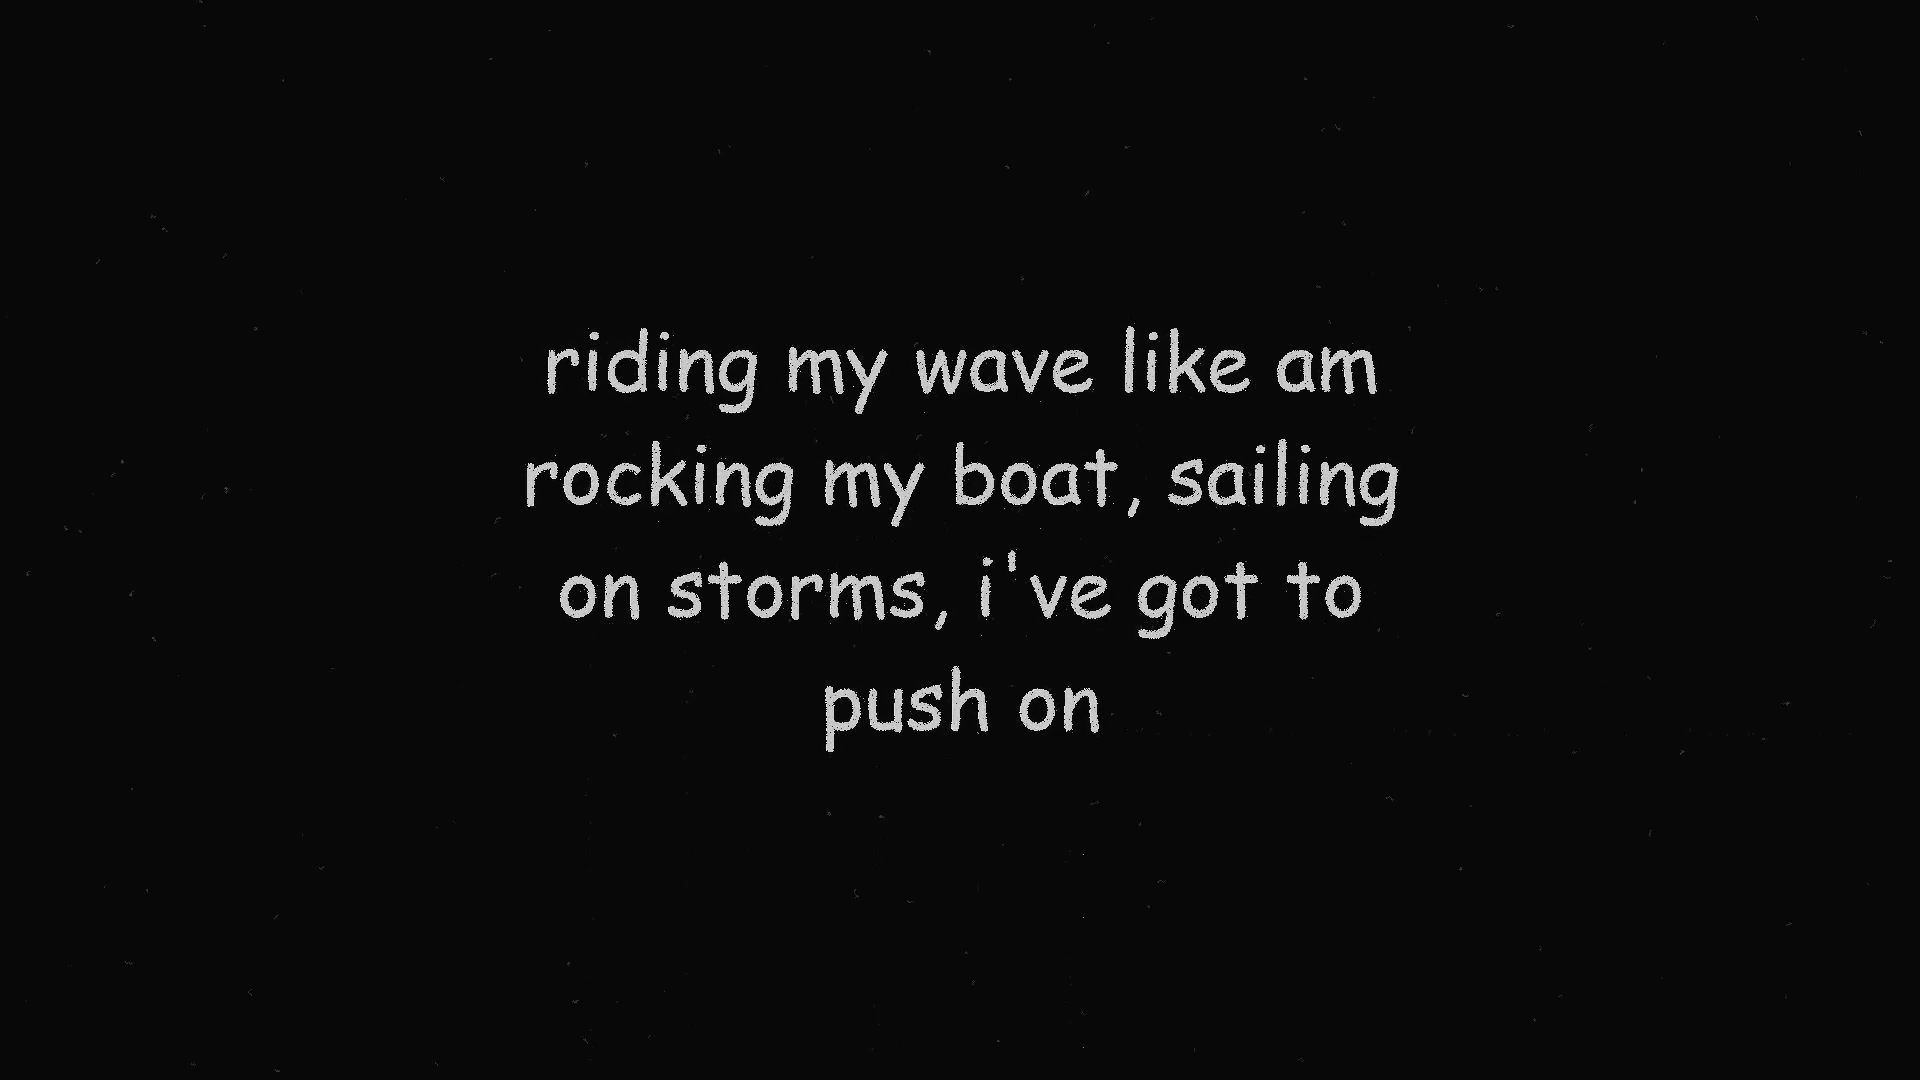 riding my wave like am
rocking my boat, sailing
on storms, i've got to
push on